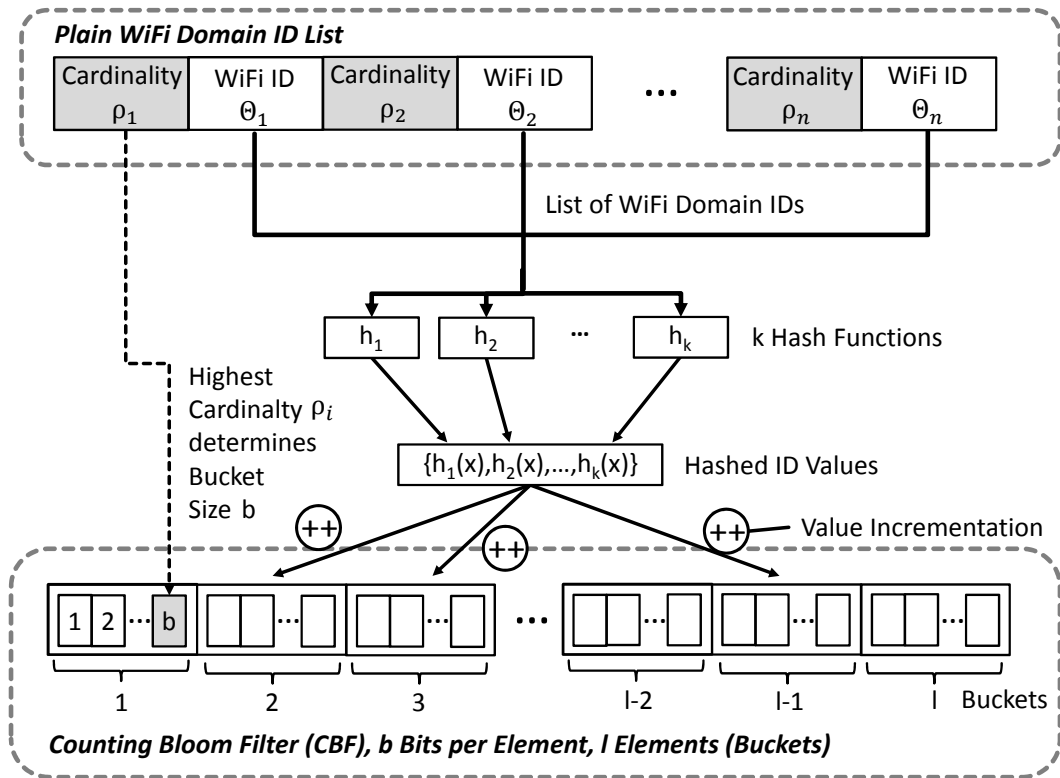 Plain WiFi Domain ID List
Cardinality WiFi ID Cardinality WiFi ID ... Cardinality WiFi ID
ρ₁ Θ₁ ρ₂ Θ₂ ρₙ Θₙ
List of WiFi Domain IDs
h₁ h₂ ... hₖ k Hash Functions
Highest
Cardinalty ρᵢ
determines
Bucket
Size b
{h₁(x),h₂(x),...,hₖ(x)} Hashed ID Values
++ ++ ++ Value Incrementation
1 2 ... b ... ... ... ... ... ...
1 2 3 l-2 l-1 l Buckets
Counting Bloom Filter (CBF), b Bits per Element, l Elements (Buckets)